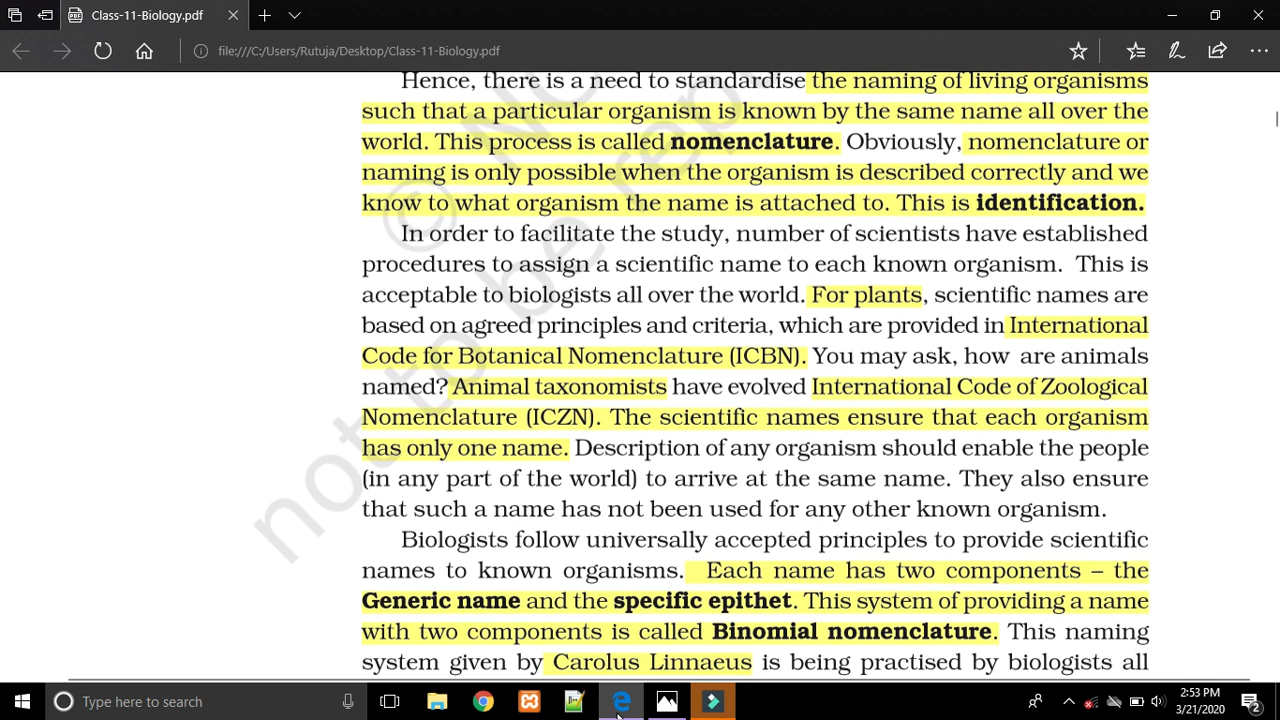 Class-11-Biology.pdf
file:///C:/Users/Rutuja/Desktop/Class-11-Biology.pdf
Hence, there is a need to standardise the naming of living organisms
such that a particular organism is known by the same name all over the
world. This process is called nomenclature. Obviously, nomenclature or
naming is only possible when the organism is described correctly and we
know to what organism the name is attached to. This is identification.
In order to facilitate the study, number of scientists have established
procedures to assign a scientific name to each known organism. This is
acceptable to biologists all over the world. For plants, scientific names are
based on agreed principles and criteria, which are provided in International
Code for Botanical Nomenclature (ICBN). You may ask, how are animals
named? Animal taxonomists have evolved International Code of Zoological
Nomenclature (ICZN). The scientific names ensure that each organism
has only one name. Description of any organism should enable the people
(in any part of the world) to arrive at the same name. They also ensure
that such a name has not been used for any other known organism.
Biologists follow universally accepted principles to provide scientific
names to known organisms. Each name has two components – the
Generic name and the specific epithet. This system of providing a name
with two components is called Binomial nomenclature. This naming
system given by Carolus Linnaeus is being practised by biologists all
© N
not to be rep
Type here to search
2:53 PM
3/21/2020
2